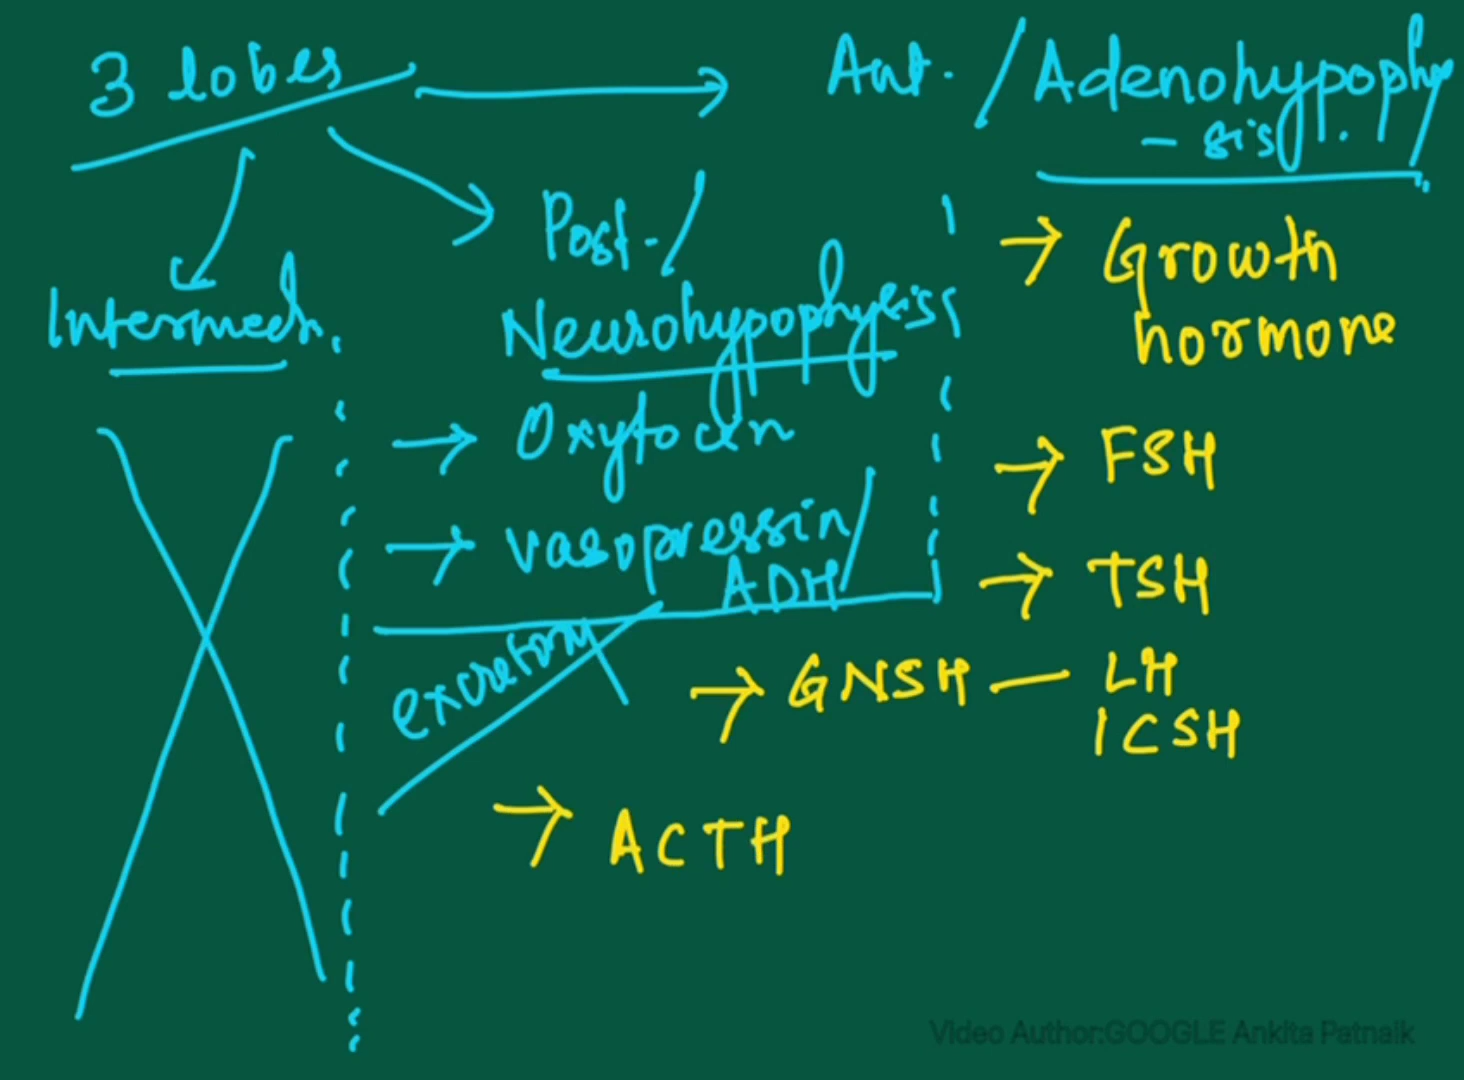 3 lobes
Ant. / Adenohypophy
- sis.
Intermed.
Post. /
Neurohypophysis
Oxytocin
vasopressin /
ADH
excretory
Growth
hormone
FSH
TSH
GNSH — LH
ICSH
ACTH
Video Author:GOOGLE Ankita Patnaik